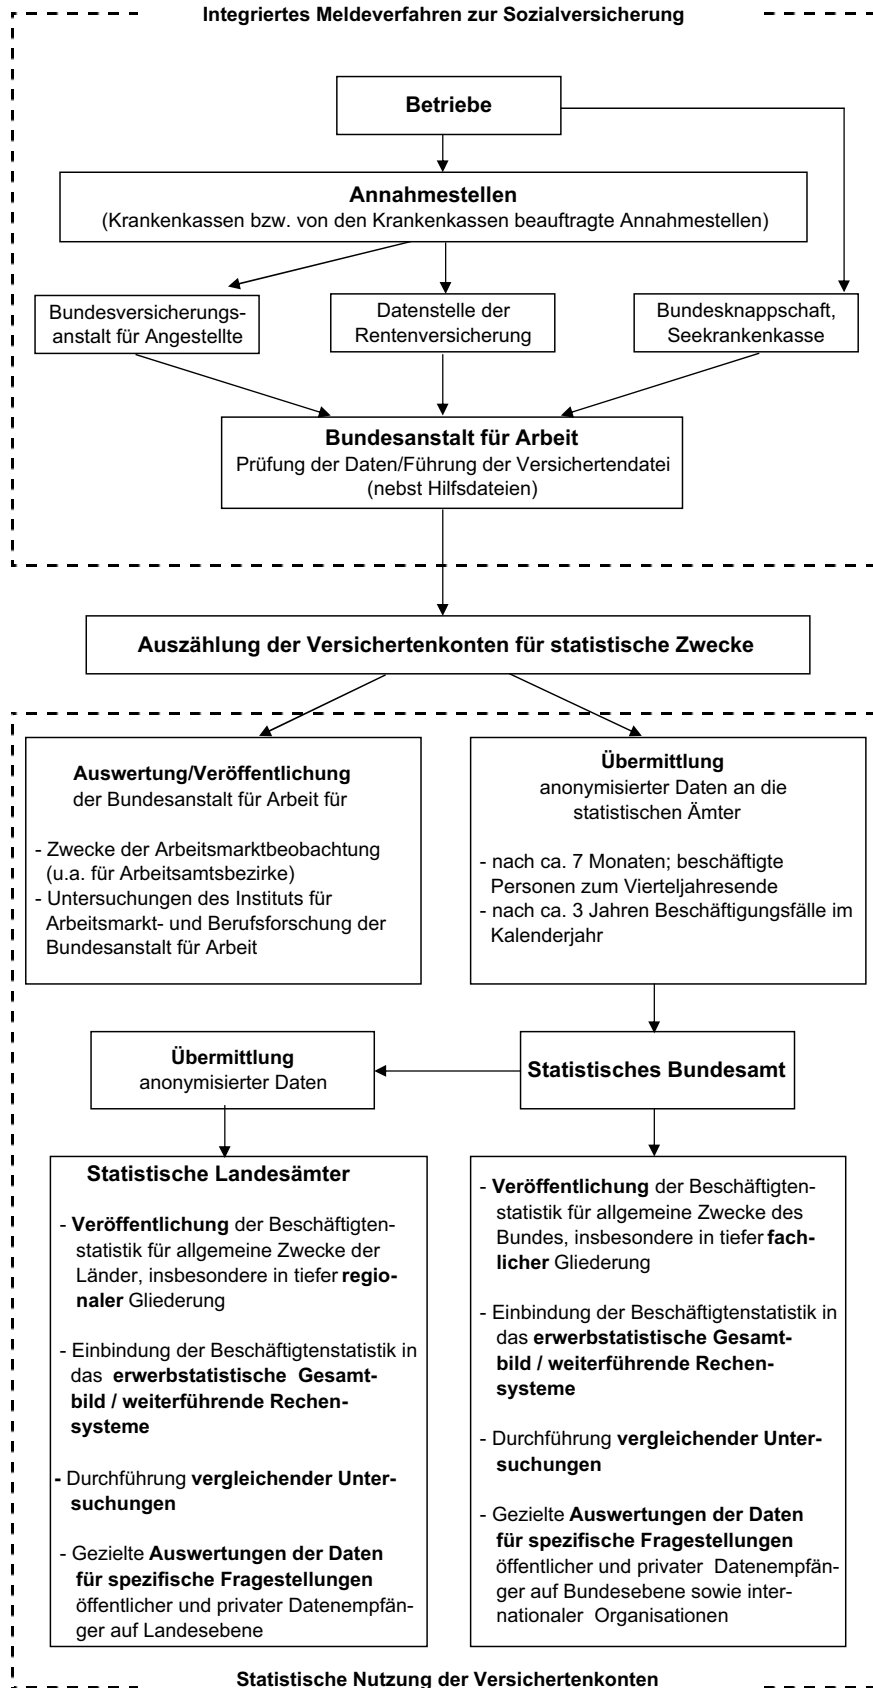 Integriertes Meldeverfahren zur Sozialversicherung
Betriebe
Annahmestellen
(Krankenkassen bzw. von den Krankenkassen beauftragte Annahmestellen)
Bundesversicherungs-
anstalt für Angestellte
Datenstelle der
Rentenversicherung
Bundesknappschaft,
Seekrankenkasse
Bundesanstalt für Arbeit
Prüfung der Daten/Führung der Versichertendatei
(nebst Hilfsdateien)
Auszählung der Versichertenkonten für statistische Zwecke
Auswertung/Veröffentlichung
der Bundesanstalt für Arbeit für
- Zwecke der Arbeitsmarktbeobachtung
(u.a. für Arbeitsamtsbezirke)
- Untersuchungen des Instituts für
Arbeitsmarkt- und Berufsforschung der
Bundesanstalt für Arbeit
Übermittlung
anonymisierter Daten an die
statistischen Ämter
- nach ca. 7 Monaten; beschäftigte
Personen zum Vierteljahresende
- nach ca. 3 Jahren Beschäftigungsfälle im
Kalenderjahr
Übermittlung
anonymisierter Daten
Statistisches Bundesamt
Statistische Landesämter
- Veröffentlichung der Beschäftigten-
statistik für allgemeine Zwecke der
Länder, insbesondere in tiefer regio-
naler Gliederung
- Einbindung der Beschäftigtenstatistik in
das erwerbstatistische Gesamt-
bild / weiterführende Rechen-
systeme
- Durchführung vergleichender Unter-
suchungen
- Gezielte Auswertungen der Daten
für spezifische Fragestellungen
öffentlicher und privater Datenempfän-
ger auf Landesebene
- Veröffentlichung der Beschäftigten-
statistik für allgemeine Zwecke des
Bundes, insbesondere in tiefer fach-
licher Gliederung
- Einbindung der Beschäftigtenstatistik in
das erwerbstatistische Gesamt-
bild / weiterführende Rechen-
systeme
- Durchführung vergleichender Unter-
suchungen
- Gezielte Auswertungen der Daten
für spezifische Fragestellungen
öffentlicher und privater Datenempfän-
ger auf Bundesebene sowie inter-
nationaler Organisationen
Statistische Nutzung der Versichertenkonten